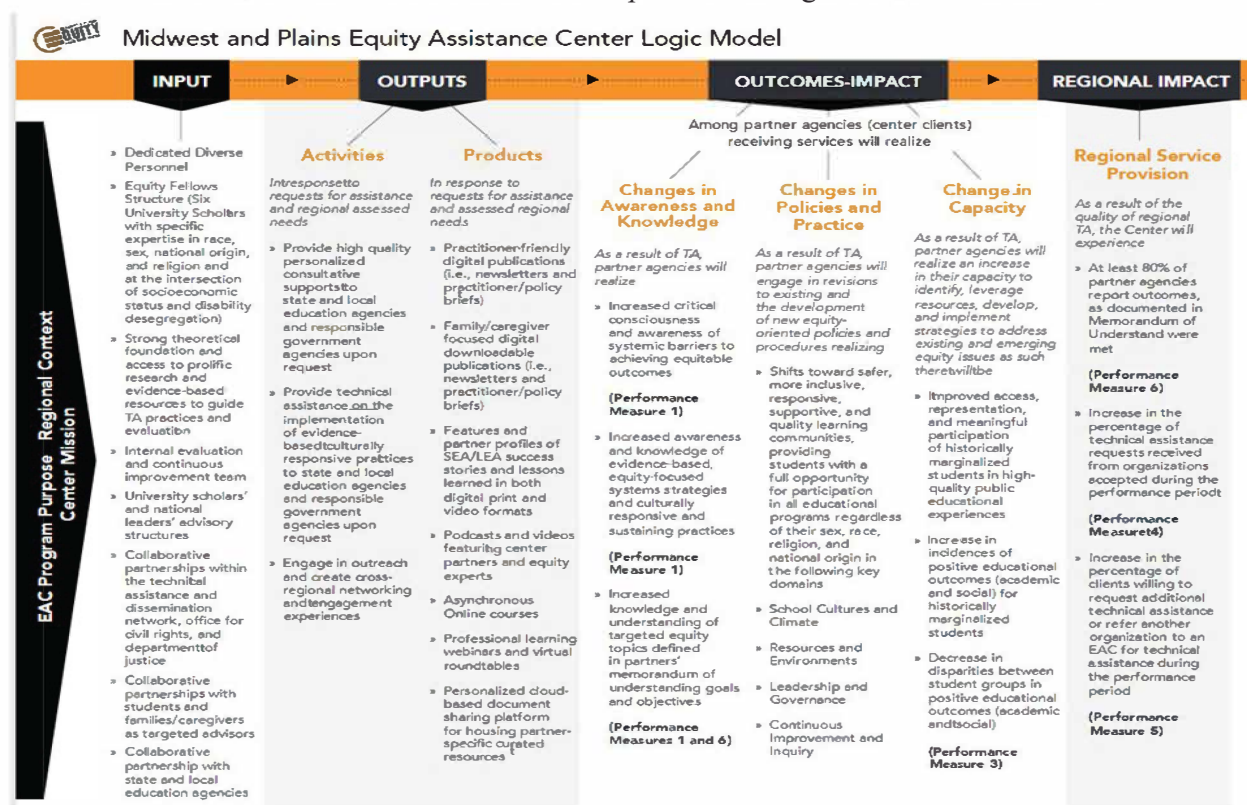 EQUITY
Midwest and Plains Equity Assistance Center Logic Model
INPUT
OUTPUTS
OUTCOMES-IMPACT
REGIONAL IMPACT
EAC Program Purpose Regional Context
Center Mission
» Dedicated Diverse
Personnel
» Equity Fellows
Structure (Six
University Scholars
with specific
expertise in race,
sex, national origin,
and religion and
at the intersection
of socioeconomic
status and disability
desegregation)
» Strong theoretical
foundation and
access to prolific
research and
evidence-based
resources to guide
TA practices and
evaluation
» Internal evaluation
and continuous
improvement team
» University scholars'
and national
leaders' advisory
structures
» Collaborative
partnerships within
the technital
assistance and
dissemination
network, office for
civil rights, and
departmentof
justice
» Collaborative
partnerships with
students and
families/caregivers
as targeted advisors
» Collaborative
partnership with
state and local
education agencies
Activities
Intresponsetto
requests for assistance
and regional assessed
needs
» Provide high quality
personalized
consultative
supportsto
state and local
education agencies
and responsible
government
agencies upon
request
» Provide technical
assistance on the
implementation
of evidence-
basedtculturally
responsive practices
to state and local
education agencies
and responsible
government
agencies upon
request
» Engage in outreach
and create cross-
regional networking
andtengagement
experiences
Products
In response to
requests for assistance
and assessed regional
needs
» Practitioner-friendly
digital publications
(i.e., newsletters and
practitioner/policy
briefs)
» Family/caregiver
focused digital
downloadable
publications (i.e.,
newsletters and
practitioner/policy
briefs)
» Features and
partner profiles of
SEA/LEA success
stories and lessons
learned in both
digital print and
video formats
» Podcasts and videos
featuritg center
partners and equity
experts
» Asynchronous
Online courses
» Professional learning
webinars and virtual
roundtables
» Personalized cloud-
based document
sharing platform
for housing partner-
specific curated
resources
Among partner agencies (center clients)
receiving services will realize
Changes in
Awareness and
Knowledge
As a result of TA,
partner agencies will
realize
» Increased critical
consciousness
and awareness of
systemic barriers to
achieving equitable
outcomes
(Performance
Measure 1)
» Increased awareness
and knowledge of
evidence-based,
equity-focused
systems strategies
and culturally
responsive and
sustaining practices
(Performance
Measure 1)
» Increased
knowledge and
understanding of
targeted equity
topics defined
in partners'
memorandum of
understanding goals
and objectives
(Performance
Measures 1 and 6)
Changes in
Policies and
Practice
As a result of TA,
partner agencies will
engage in revisions
to existing and
the development
of new equity-
oriented policies and
procedures realizing
» Shifts toward safer,
more inclusive,
responsive,
supportive, and
quality learning
communities,
providing
students with a
full opportunity
for participation
in all educational
programs regardless
of their sex, race,
religion, and
national origin in
the following key
domains
» School Cultures and
Climate
» Resources and
Environments
» Leadership and
Governance
» Continuous
Improvement and
Inquiry
Change in
Capacity
As a result of TA,
partner agencies will
realize an increase
in their capacity to
identify, leverage
resources, develop,
and implement
strategies to address
existing and emerging
equity issues as such
theretwilltbe
» Improved access,
representation,
and meaningful
participation
of historically
marginalized
students in high-
quality public
educational
experiences
» Increase in
incidences of
positive educational
outcomes (academic
and social) for
historically
marginalized
students
» Decrease in
disparities between
student groups in
positive educational
outcomes (academic
andtsocial)
(Performance
Measure 3)
Regional Service
Provision
As a result of the
quality of regional
TA, the Center will
experience
» At least 80% of
partner agencies
report outcomes,
as documented in
Memorandum of
Understand were
met
(Performance
Measure 6)
» Increase in the
percentage of
technical assistance
requests received
from organizations
accepted during the
performance periodt
(Performance
Measuret4)
» Increase in the
percentage of
clients willing to
request additional
technical assistance
or refer another
organization to an
EAC for technical
assistance during
the performance
period
(Performance
Measure 5)